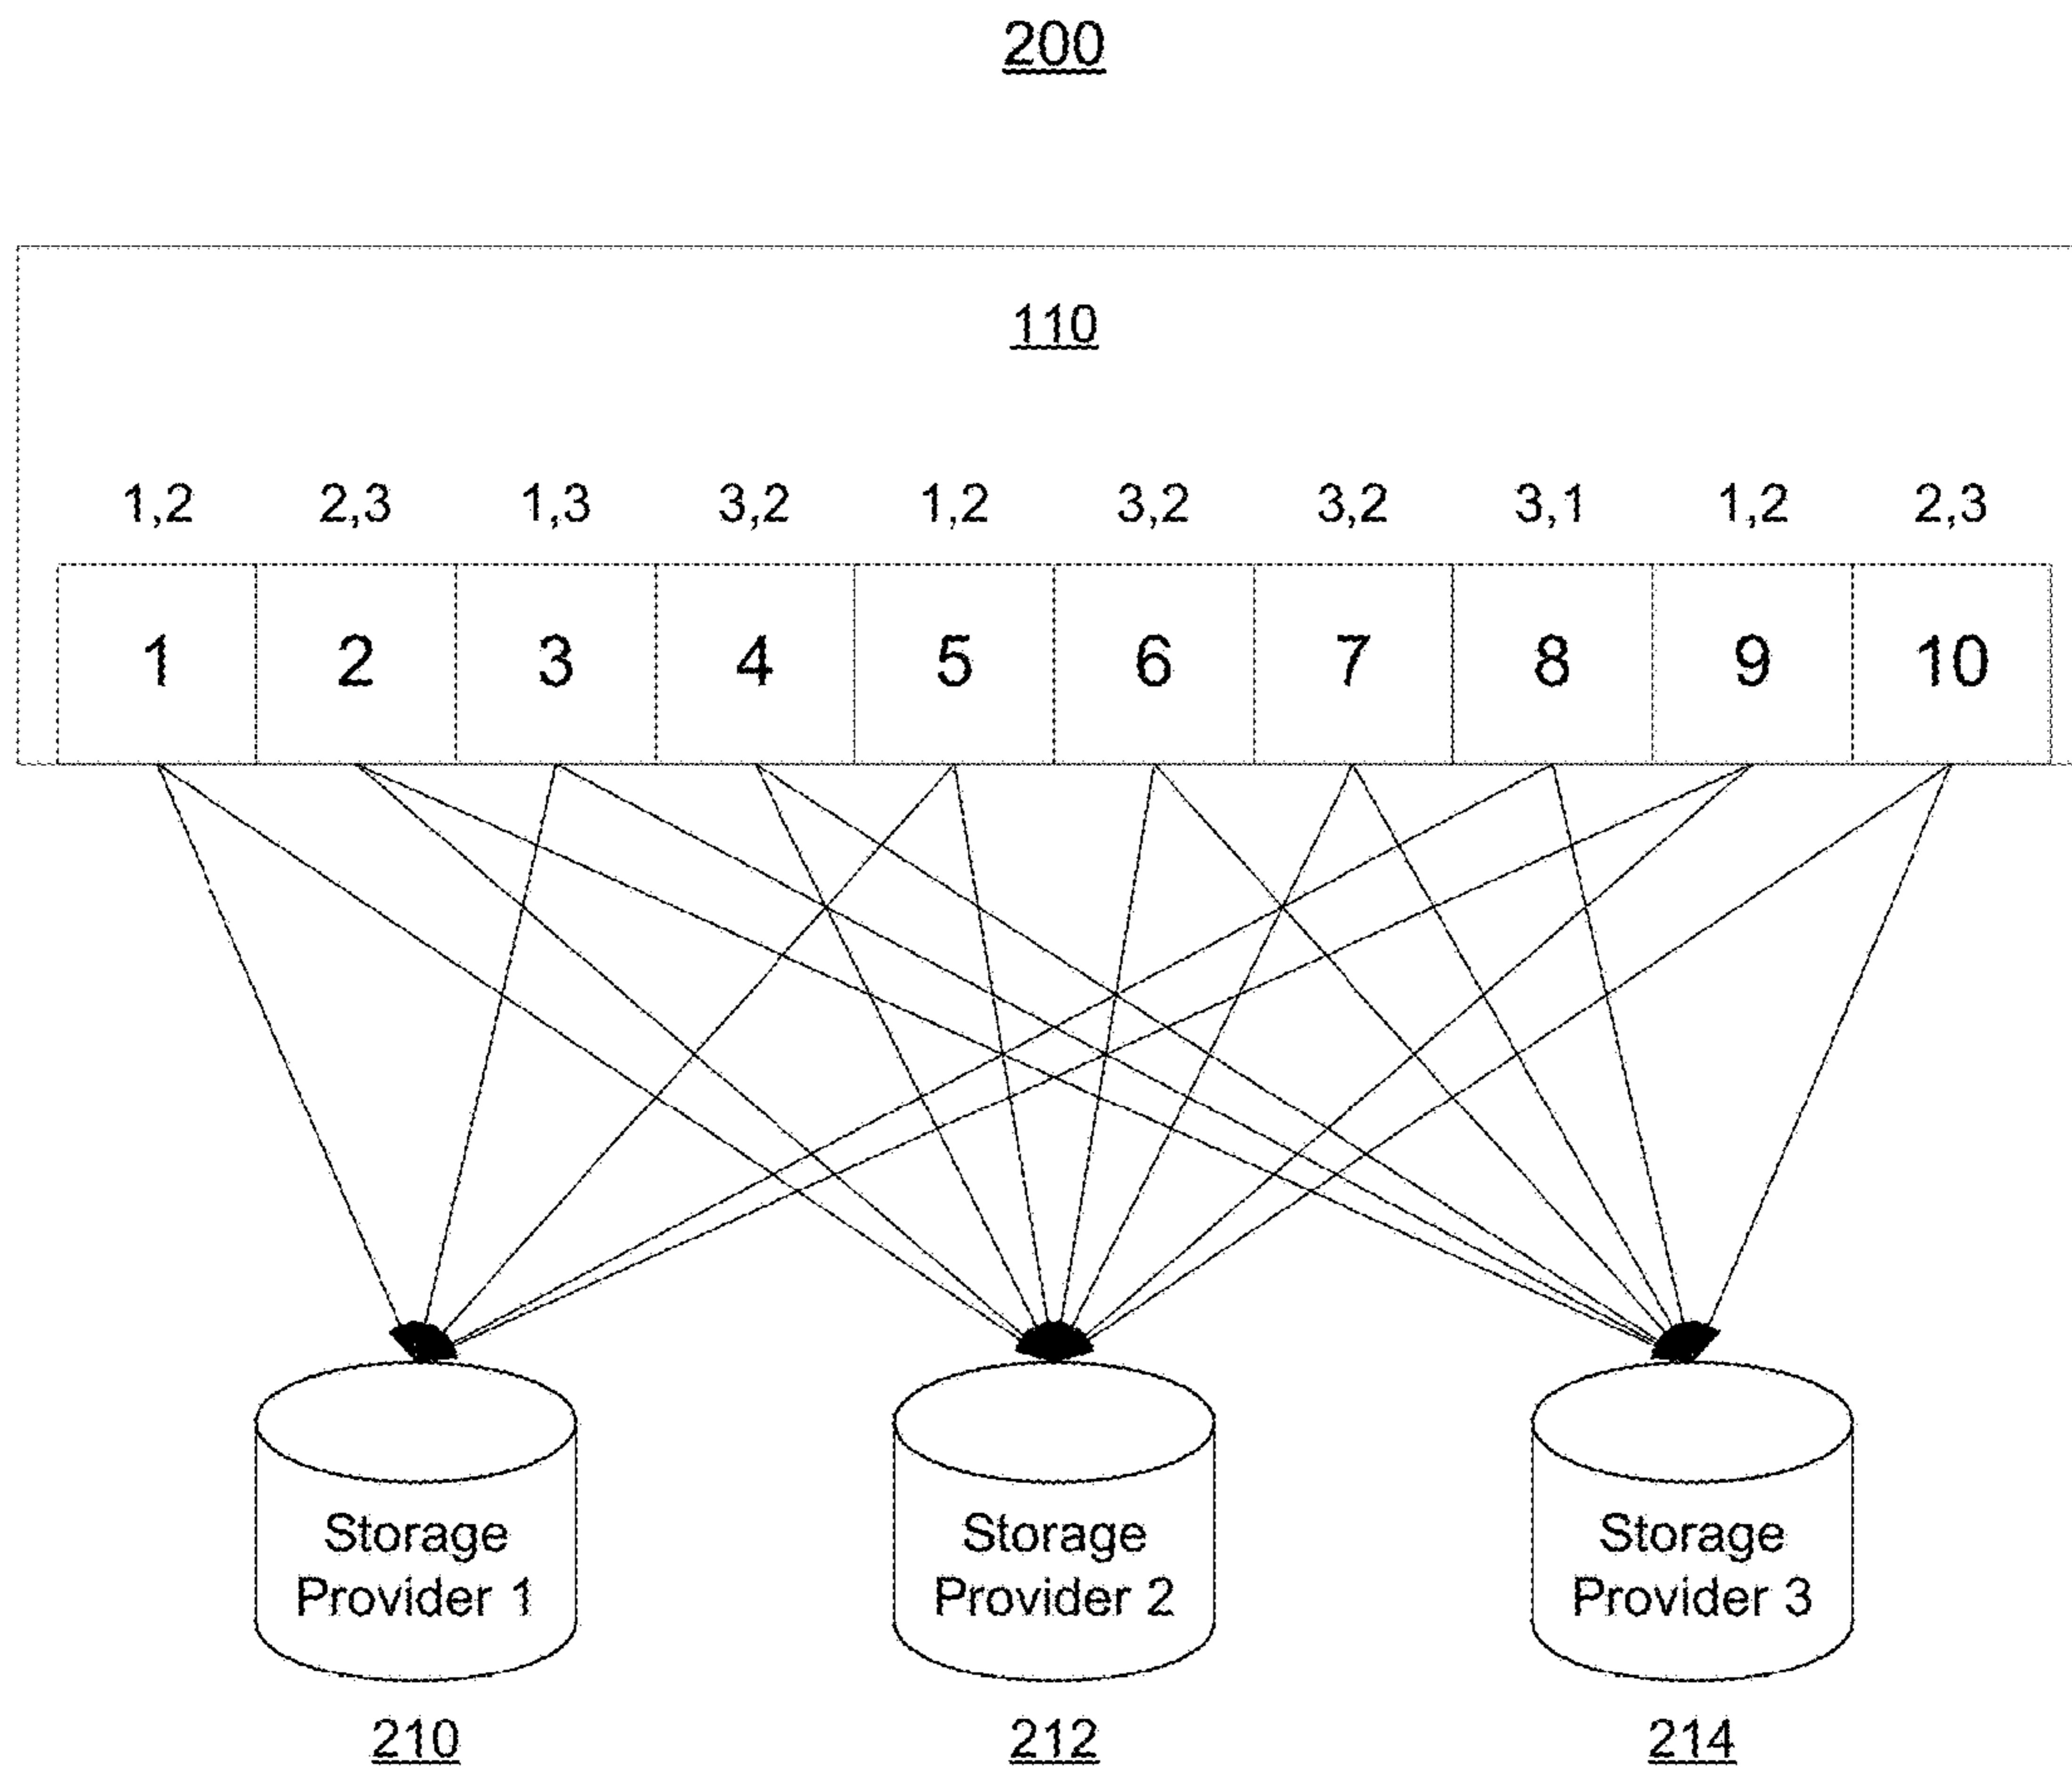 200
110
1,2 2,3 1,3 3,2 1,2 3,2 3,2 3,1 1,2 2,3
1 2 3 4 5 6 7 8 9 10
Storage Provider 1
Storage Provider 2
Storage Provider 3
210 212 214